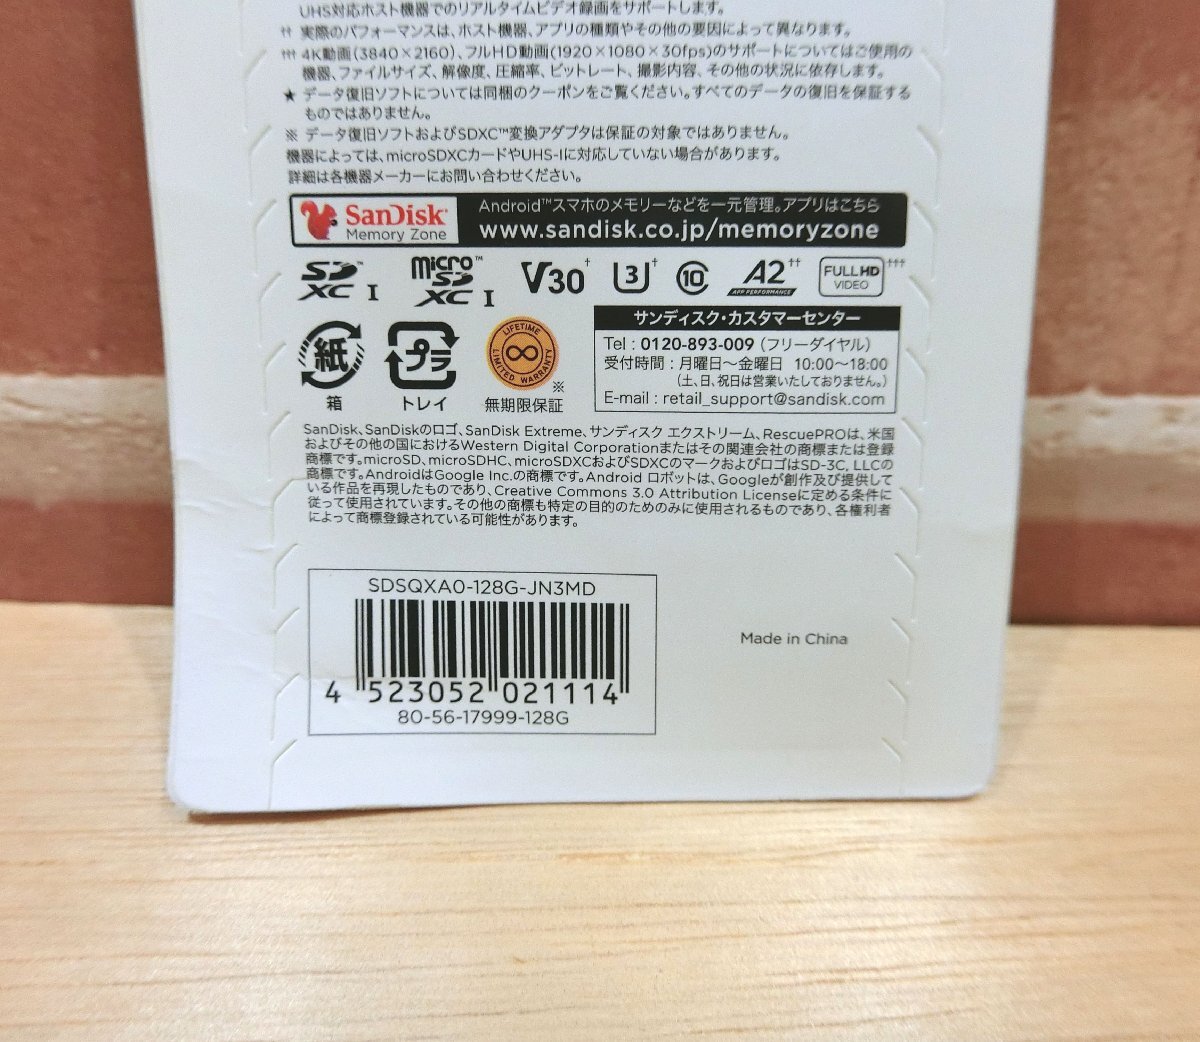 UHS対応ホスト機器でのリアルタイムビデオ録画をサポートします。
†† 実際のパフォーマンスは、ホスト機器、アプリの種類やその他の要因によって異なります。
††† 4K動画(3840×2160)、フルHD動画(1920×1080×30fps)のサポートについてはご使用の
機器、ファイルサイズ、解像度、圧縮率、ビットレート、撮影内容、その他の状況に依存します。
★ データ復旧ソフトについては同梱のクーポンをご覧ください。すべてのデータの復旧を保証する
ものではありません。
※ データ復旧ソフトおよびSDXC™変換アダプタは保証の対象ではありません。
機器によっては、microSDXCカードやUHS-Iに対応していない場合があります。
詳細は各機器メーカーにお問い合わせください。
SanDisk®
Memory Zone
Android™スマホのメモリーなどを一元管理。アプリはこちら
www.sandisk.co.jp/memoryzone
SD™ XC I
micro™ SD XC I
V30†
U3†
C10
A2†† APP PERFORMANCE
FULL HD VIDEO†††
紙
箱
プラ
トレイ
LIFETIME LIMITED WARRANTY
※
無期限保証
サンディスク・カスタマーセンター
Tel : 0120-893-009 (フリーダイヤル)
受付時間 : 月曜日〜金曜日 10:00〜18:00
(土、日、祝日は営業いたしておりません。)
E-mail : retail_support@sandisk.com
SanDisk、SanDiskのロゴ、SanDisk Extreme、サンディスク エクストリーム、RescuePROは、米国
およびその他の国におけるWestern Digital Corporationまたはその関連会社の商標または登録
商標です。microSD、microSDHC、microSDXCおよびSDXCのマークおよびロゴはSD-3C, LLCの
商標です。AndroidはGoogle Inc.の商標です。Android ロボットは、Googleが創作及び提供して
いる作品を再現したものであり、Creative Commons 3.0 Attribution Licenseに定める条件に
従って使用されています。その他の商標も特定の目的のためのみに使用されるものであり、各権利者
によって商標登録されている可能性があります。
SDSQXA0-128G-JN3MD
4 523052 021114
80-56-17999-128G
Made in China